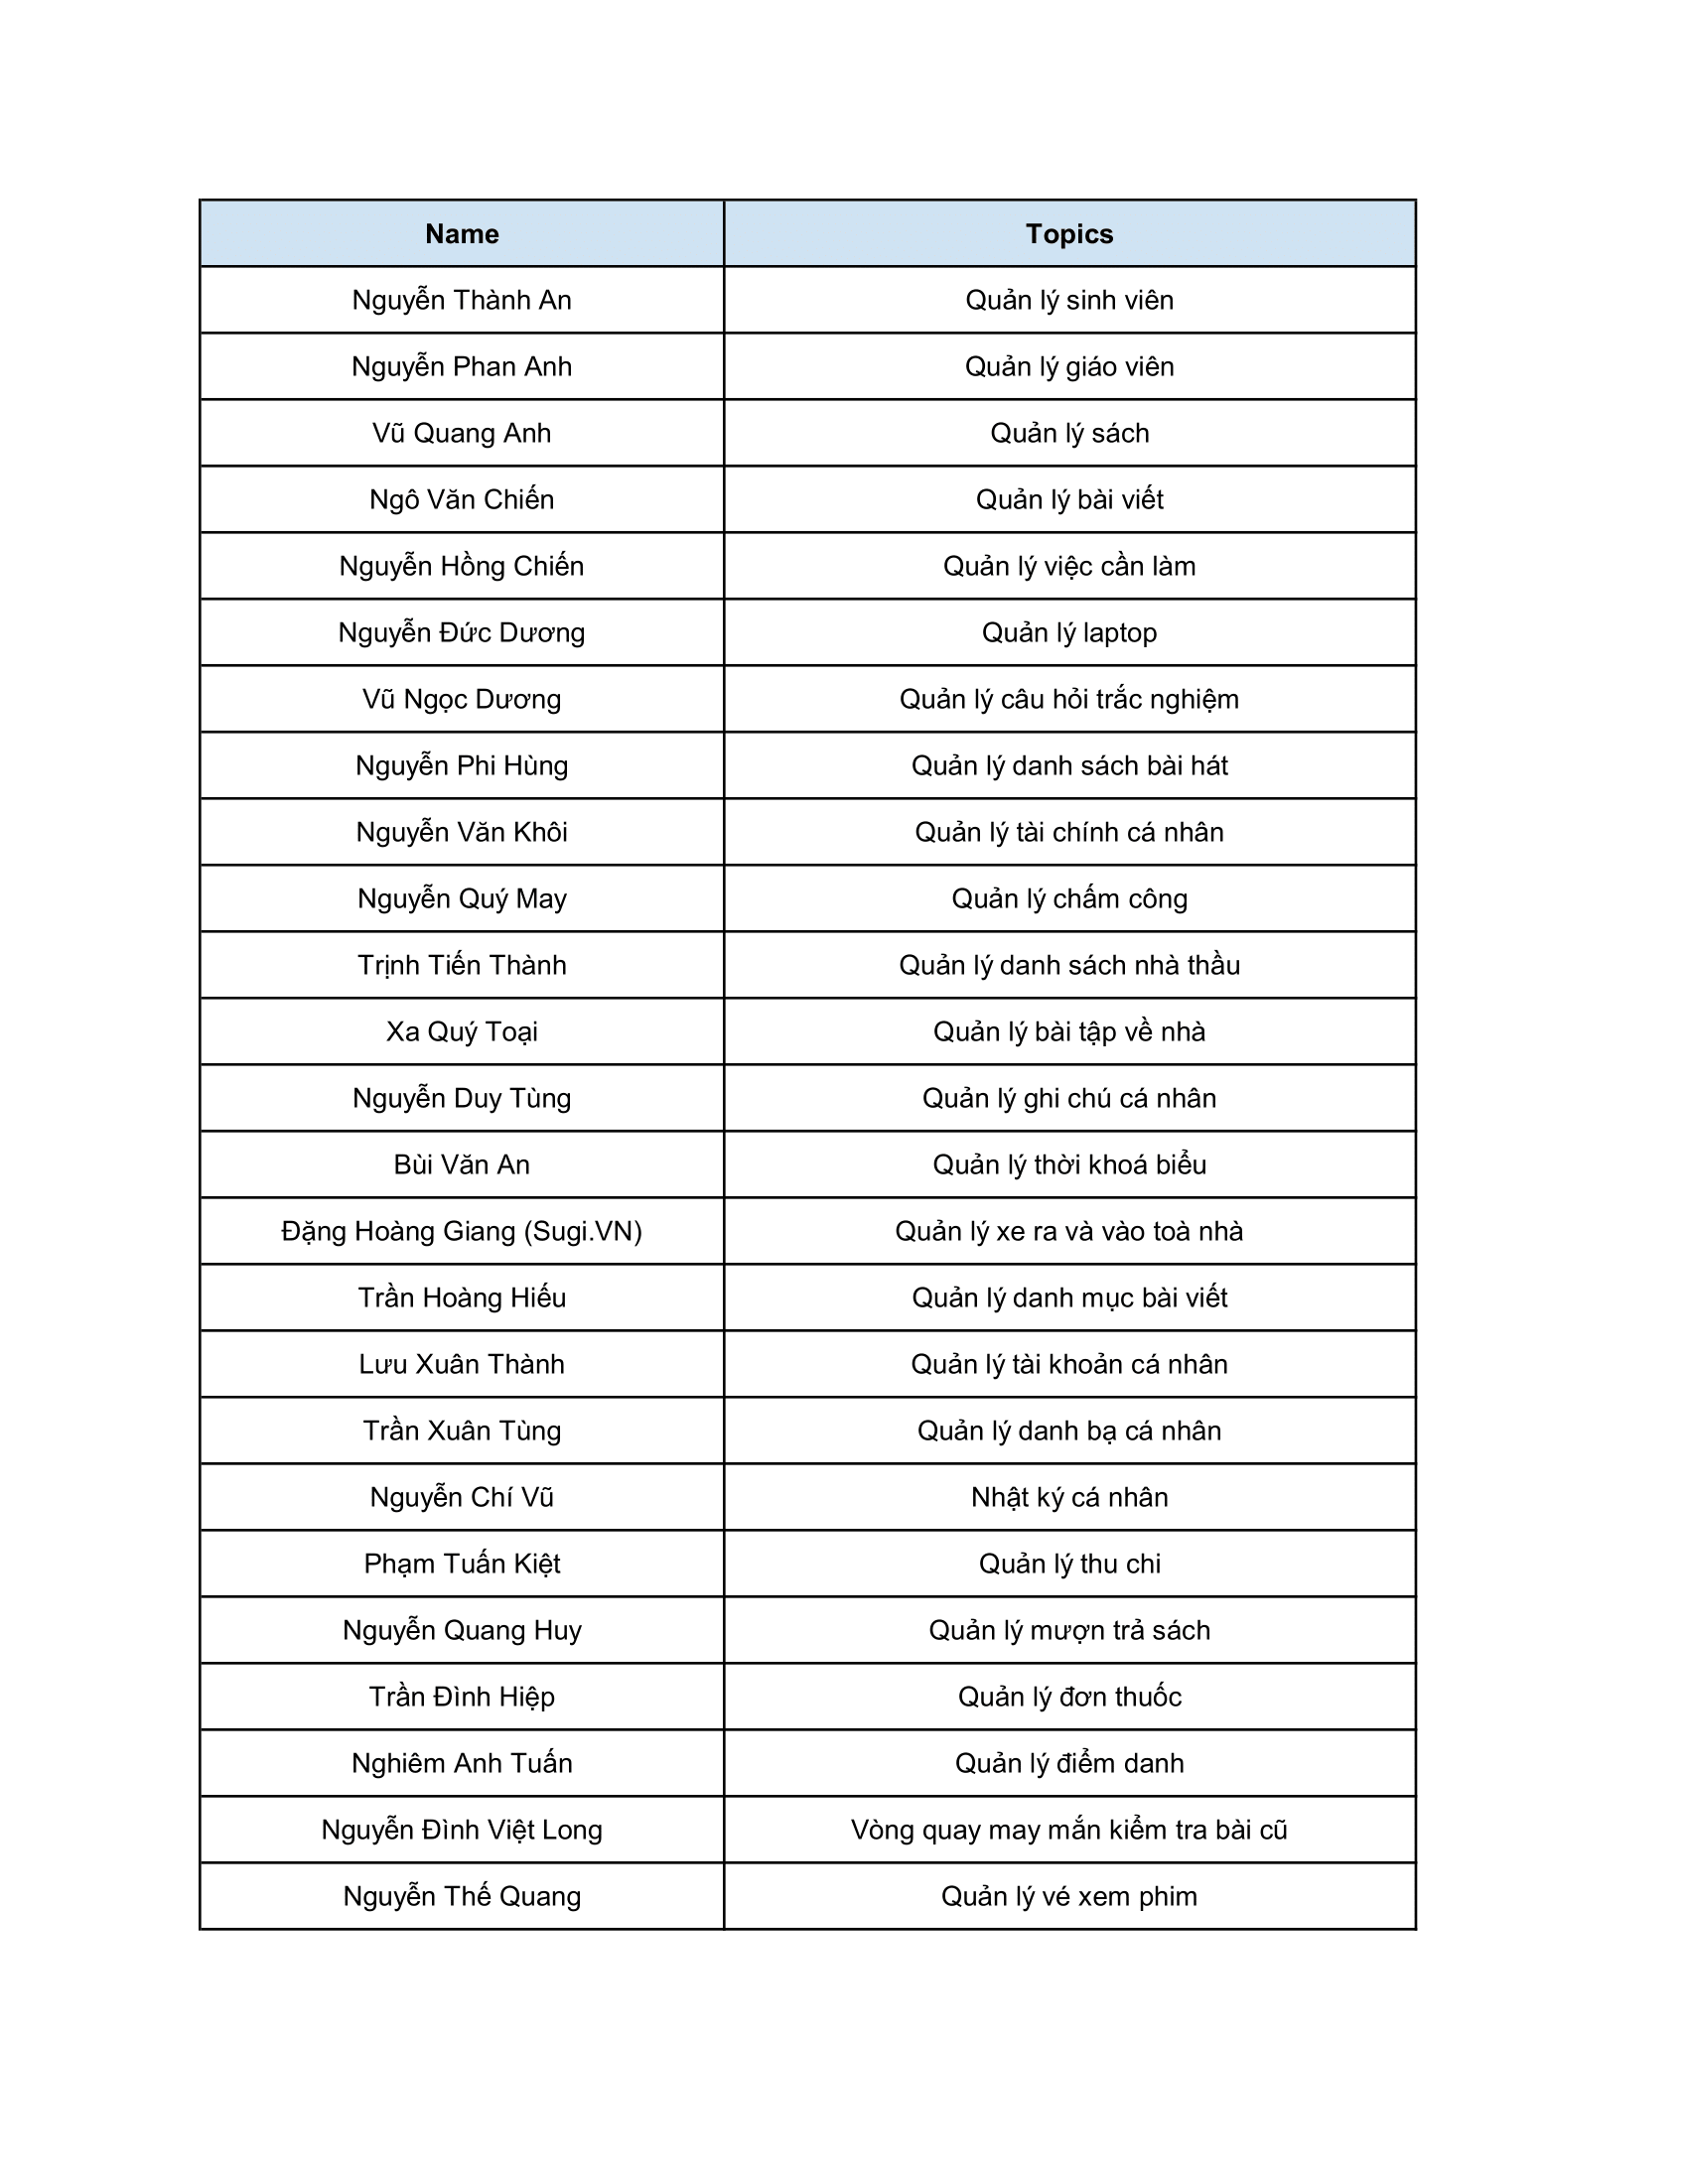 Name Topics
Nguyễn Thành An Quản lý sinh viên
Nguyễn Phan Anh Quản lý giáo viên
Vũ Quang Anh Quản lý sách
Ngô Văn Chiến Quản lý bài viết
Nguyễn Hồng Chiến Quản lý việc cần làm
Nguyễn Đức Dương Quản lý laptop
Vũ Ngọc Dương Quản lý câu hỏi trắc nghiệm
Nguyễn Phi Hùng Quản lý danh sách bài hát
Nguyễn Văn Khôi Quản lý tài chính cá nhân
Nguyễn Quý May Quản lý chấm công
Trịnh Tiến Thành Quản lý danh sách nhà thầu
Xa Quý Toại Quản lý bài tập về nhà
Nguyễn Duy Tùng Quản lý ghi chú cá nhân
Bùi Văn An Quản lý thời khoá biểu
Đặng Hoàng Giang (Sugi.VN) Quản lý xe ra và vào toà nhà
Trần Hoàng Hiếu Quản lý danh mục bài viết
Lưu Xuân Thành Quản lý tài khoản cá nhân
Trần Xuân Tùng Quản lý danh bạ cá nhân
Nguyễn Chí Vũ Nhật ký cá nhân
Phạm Tuấn Kiệt Quản lý thu chi
Nguyễn Quang Huy Quản lý mượn trả sách
Trần Đình Hiệp Quản lý đơn thuốc
Nghiêm Anh Tuấn Quản lý điểm danh
Nguyễn Đình Việt Long Vòng quay may mắn kiểm tra bài cũ
Nguyễn Thế Quang Quản lý vé xem phim